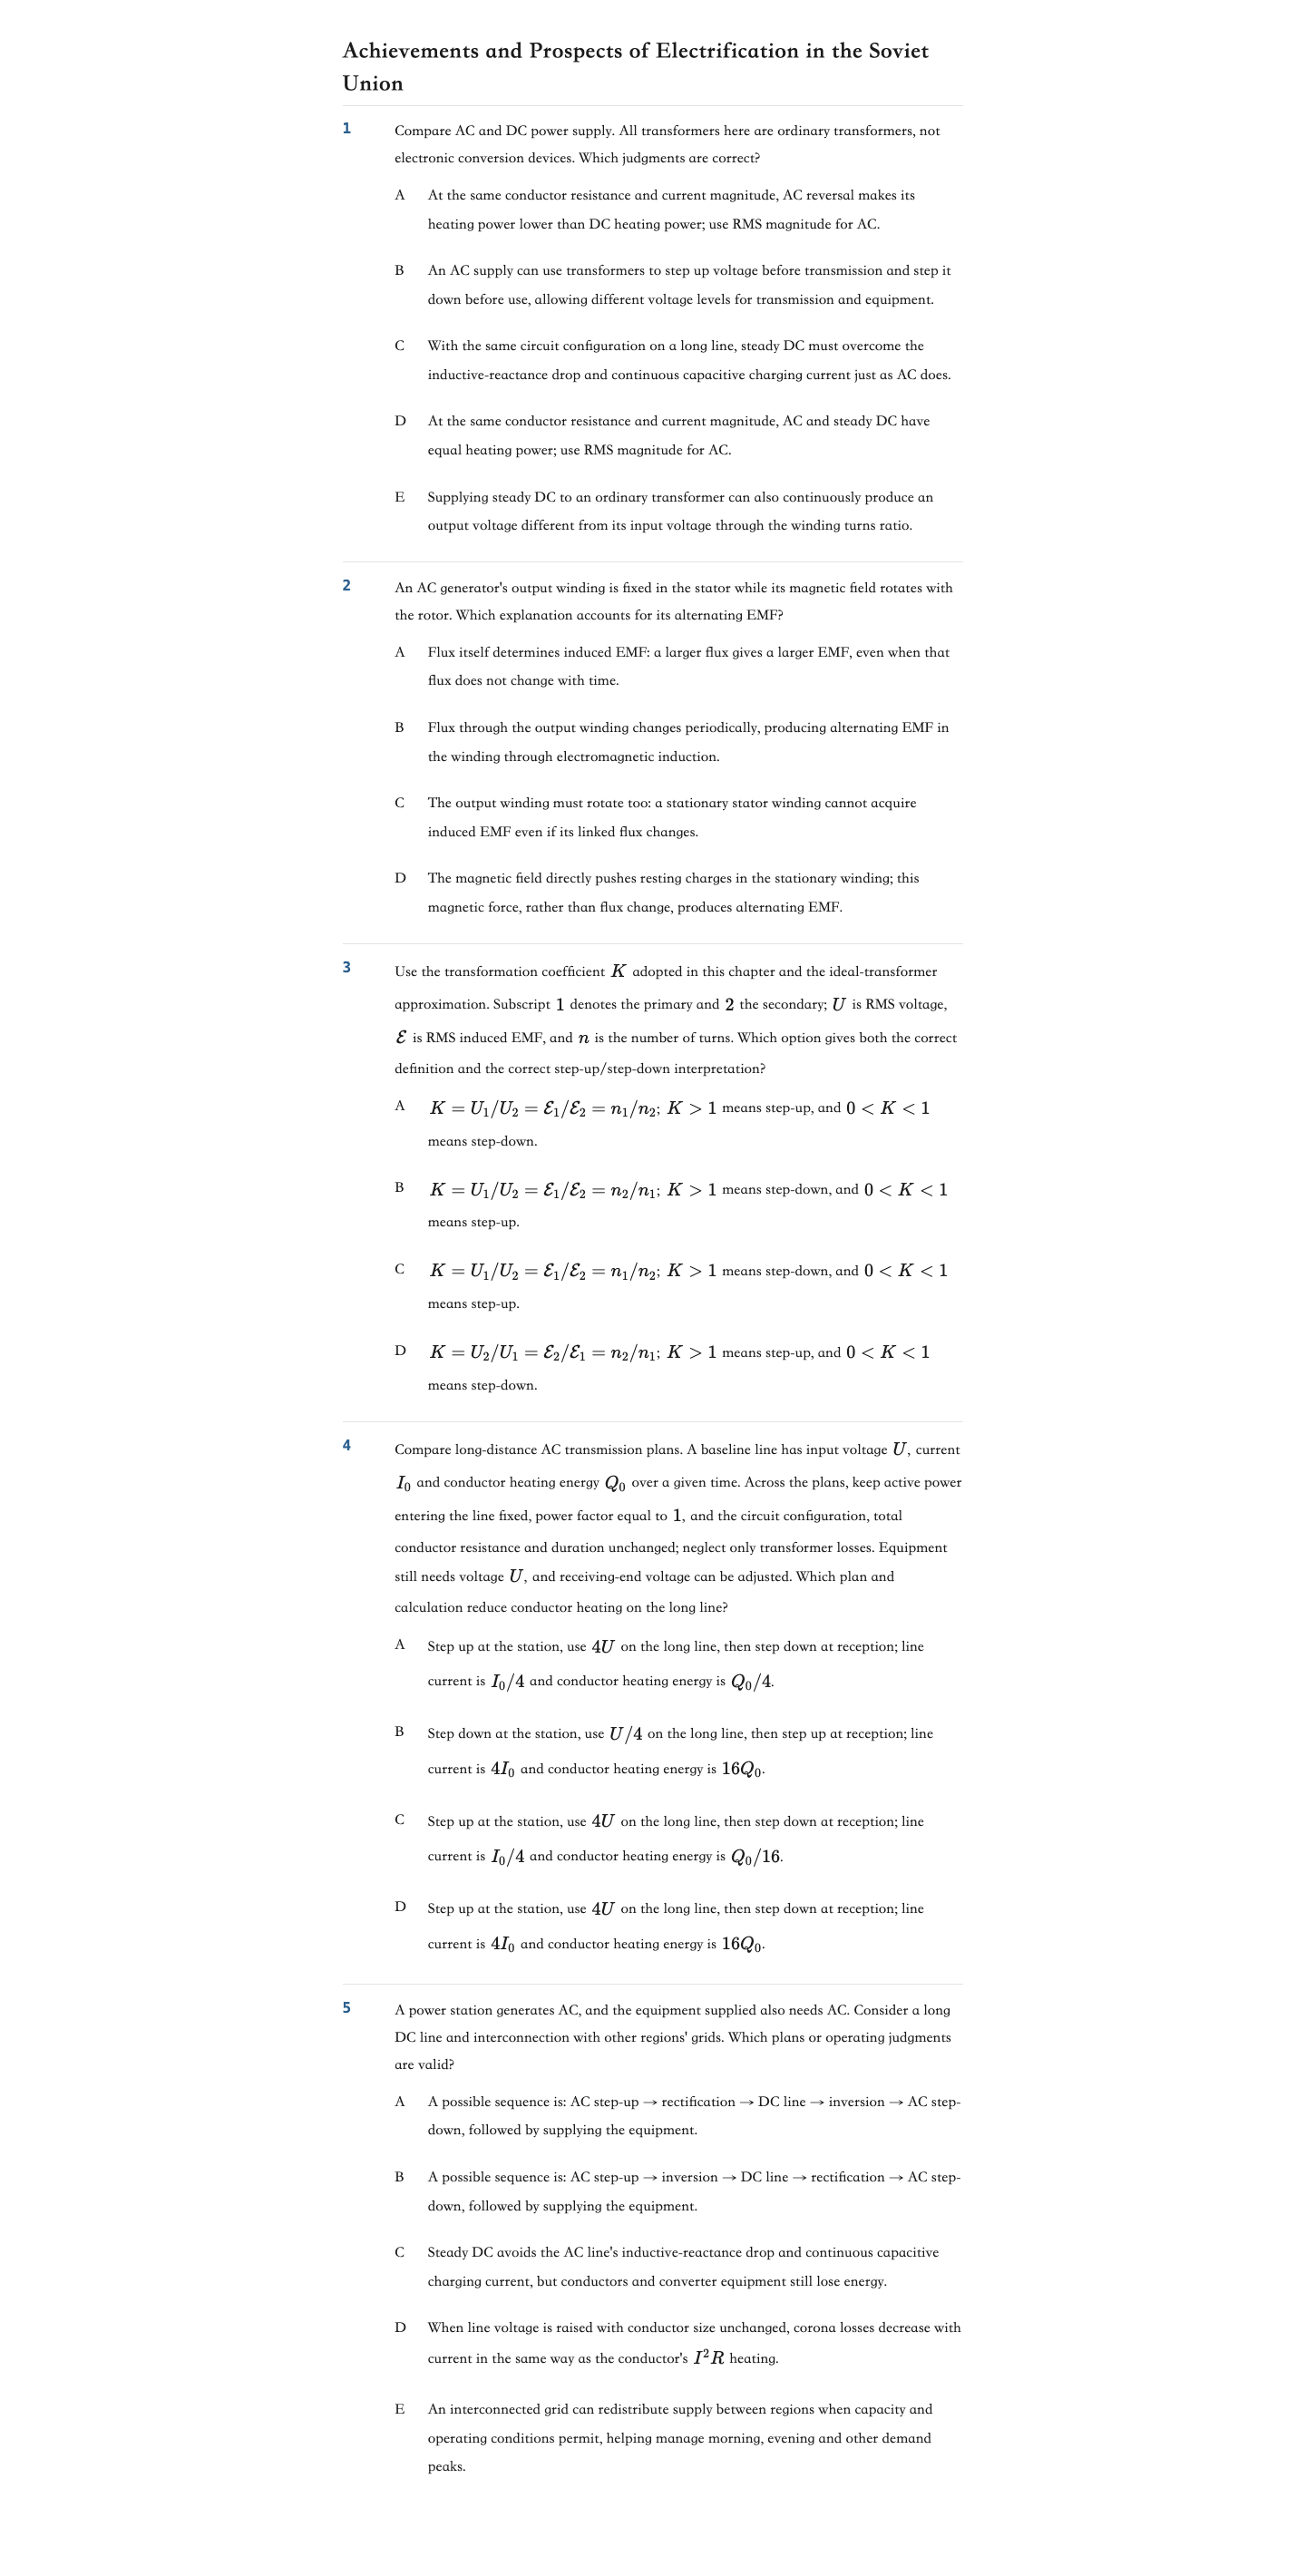 Achievements and Prospects of Electrification in the Soviet
Union
1 Compare AC and DC power supply. All transformers here are ordinary transformers, not
electronic conversion devices. Which judgments are correct?
A At the same conductor resistance and current magnitude, AC reversal makes its
heating power lower than DC heating power; use RMS magnitude for AC.
B An AC supply can use transformers to step up voltage before transmission and step it
down before use, allowing different voltage levels for transmission and equipment.
C With the same circuit configuration on a long line, steady DC must overcome the
inductive-reactance drop and continuous capacitive charging current just as AC does.
D At the same conductor resistance and current magnitude, AC and steady DC have
equal heating power; use RMS magnitude for AC.
E Supplying steady DC to an ordinary transformer can also continuously produce an
output voltage different from its input voltage through the winding turns ratio.
2 An AC generator's output winding is fixed in the stator while its magnetic field rotates with
the rotor. Which explanation accounts for its alternating EMF?
A Flux itself determines induced EMF: a larger flux gives a larger EMF, even when that
flux does not change with time.
B Flux through the output winding changes periodically, producing alternating EMF in
the winding through electromagnetic induction.
C The output winding must rotate too: a stationary stator winding cannot acquire
induced EMF even if its linked flux changes.
D The magnetic field directly pushes resting charges in the stationary winding; this
magnetic force, rather than flux change, produces alternating EMF.
3 Use the transformation coefficient K adopted in this chapter and the ideal-transformer
approximation. Subscript 1 denotes the primary and 2 the secondary; U is RMS voltage,
ℰ is RMS induced EMF, and n is the number of turns. Which option gives both the correct
definition and the correct step-up/step-down interpretation?
A K = U₁/U₂ = ℰ₁/ℰ₂ = n₁/n₂; K > 1 means step-up, and 0 < K < 1
means step-down.
B K = U₁/U₂ = ℰ₁/ℰ₂ = n₂/n₁; K > 1 means step-down, and 0 < K < 1
means step-up.
C K = U₁/U₂ = ℰ₁/ℰ₂ = n₁/n₂; K > 1 means step-down, and 0 < K < 1
means step-up.
D K = U₂/U₁ = ℰ₂/ℰ₁ = n₂/n₁; K > 1 means step-up, and 0 < K < 1
means step-down.
4 Compare long-distance AC transmission plans. A baseline line has input voltage U, current
I₀ and conductor heating energy Q₀ over a given time. Across the plans, keep active power
entering the line fixed, power factor equal to 1, and the circuit configuration, total
conductor resistance and duration unchanged; neglect only transformer losses. Equipment
still needs voltage U, and receiving-end voltage can be adjusted. Which plan and
calculation reduce conductor heating on the long line?
A Step up at the station, use 4U on the long line, then step down at reception; line
current is I₀/4 and conductor heating energy is Q₀/4.
B Step down at the station, use U/4 on the long line, then step up at reception; line
current is 4I₀ and conductor heating energy is 16Q₀.
C Step up at the station, use 4U on the long line, then step down at reception; line
current is I₀/4 and conductor heating energy is Q₀/16.
D Step up at the station, use 4U on the long line, then step down at reception; line
current is 4I₀ and conductor heating energy is 16Q₀.
5 A power station generates AC, and the equipment supplied also needs AC. Consider a long
DC line and interconnection with other regions' grids. Which plans or operating judgments
are valid?
A A possible sequence is: AC step-up → rectification → DC line → inversion → AC step-
down, followed by supplying the equipment.
B A possible sequence is: AC step-up → inversion → DC line → rectification → AC step-
down, followed by supplying the equipment.
C Steady DC avoids the AC line's inductive-reactance drop and continuous capacitive
charging current, but conductors and converter equipment still lose energy.
D When line voltage is raised with conductor size unchanged, corona losses decrease with
current in the same way as the conductor's I²R heating.
E An interconnected grid can redistribute supply between regions when capacity and
operating conditions permit, helping manage morning, evening and other demand
peaks.